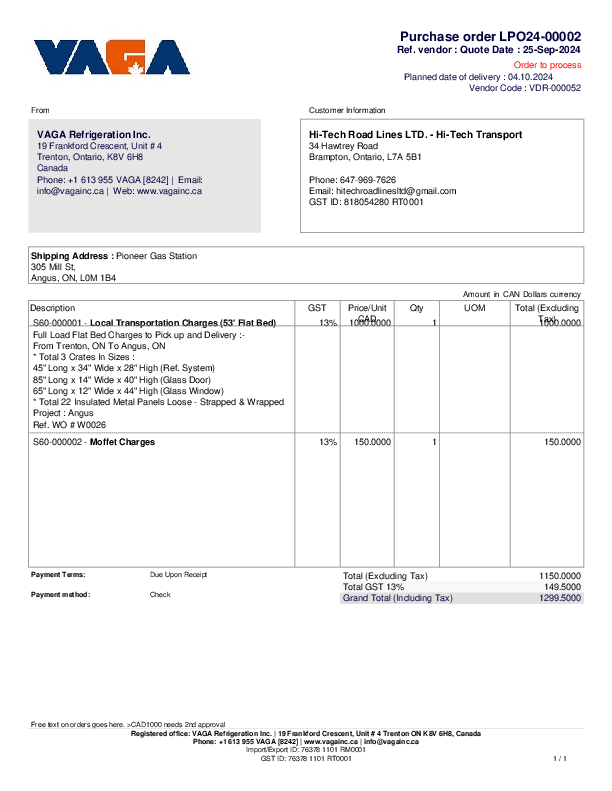 VAGA
Purchase order LPO24-00002
Ref. vendor : Quote Date : 25-Sep-2024
Order to process
Planned date of delivery : 04.10.2024
Vendor Code : VDR-000052
From
Customer Information
VAGA Refrigeration Inc.
19 Frankford Crescent, Unit # 4
Trenton, Ontario, K8V 6H8
Canada
Phone: +1 613 955 VAGA [8242] | Email:
info@vagainc.ca | Web: www.vagainc.ca
Hi-Tech Road Lines LTD. - Hi-Tech Transport
34 Hawtrey Road
Brampton, Ontario, L7A 5B1
Phone: 647-969-7626
Email: hitechroadlinesltd@gmail.com
GST ID: 818054280 RT0001
Shipping Address : Pioneer Gas Station
305 Mill St,
Angus, ON, L0M 1B4
Amount in CAN Dollars currency
Description GST Price/Unit CAD Qty UOM Total (Excluding Tax)
S60-000001 - Local Transportation Charges (53' Flat Bed) 13% 1000.0000 1 1000.0000
Full Load Flat Bed Charges to Pick up and Delivery :-
From Trenton, ON To Angus, ON
* Total 3 Crates In Sizes :
45" Long x 34" Wide x 28" High (Ref. System)
85" Long x 14" Wide x 40" High (Glass Door)
65" Long x 12" Wide x 44" High (Glass Window)
* Total 22 Insulated Metal Panels Loose - Strapped & Wrapped
Project : Angus
Ref. WO # W0026
S60-000002 - Moffet Charges 13% 150.0000 1 150.0000
Payment Terms: Due Upon Receipt
Payment method: Check
Total (Excluding Tax) 1150.0000
Total GST 13% 149.5000
Grand Total (Including Tax) 1299.5000
Free text on orders goes here. >CAD1000 needs 2nd approval
Registered office: VAGA Refrigeration Inc. | 19 Frankford Crescent, Unit # 4 Trenton ON K8V 6H8, Canada
Phone: +1 613 955 VAGA [8242] | www.vagainc.ca | info@vagainc.ca
Import/Export ID: 76378 1101 RM0001
GST ID: 76378 1101 RT0001
1 / 1